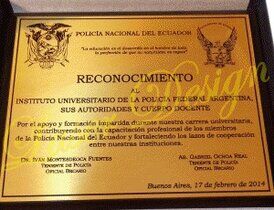 POLICÍA NACIONAL DEL ECUADOR
"La educación es el desarrollo en el hombre de toda
la perfección de que su naturaleza es capaz"
RECONOCIMIENTO
AL
INSTITUTO UNIVERSITARIO DE LA POLICIA FEDERAL ARGENTINA,
SUS AUTORIDADES Y CUERPO DOCENTE
Por el apoyo y formación impartida durante nuestra carrera universitaria,
contribuyendo con la capacitación profesional de los miembros
de la Policía Nacional del Ecuador y fortaleciendo los lazos de cooperación
entre nuestras instituciones.
DR. IVÁN MONTESDEOCA FUENTES
TENIENTE DE POLICÍA
OFICIAL BECARIO
AB. GABRIEL OCHOA REAL
TENIENTE DE POLICÍA
OFICIAL BECARIO
Buenos Aires, 17 de febrero de 2014
Design